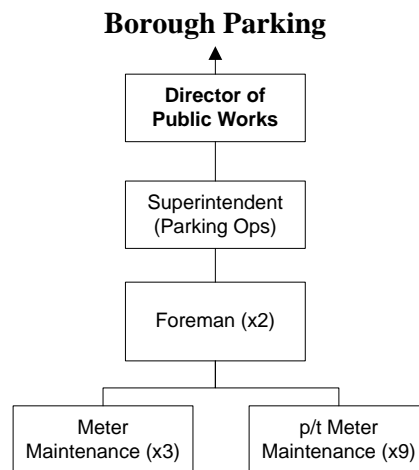 Borough Parking
Director of
Public Works
Superintendent
(Parking Ops)
Foreman (x2)
Meter
Maintenance (x3)
p/t Meter
Maintenance (x9)